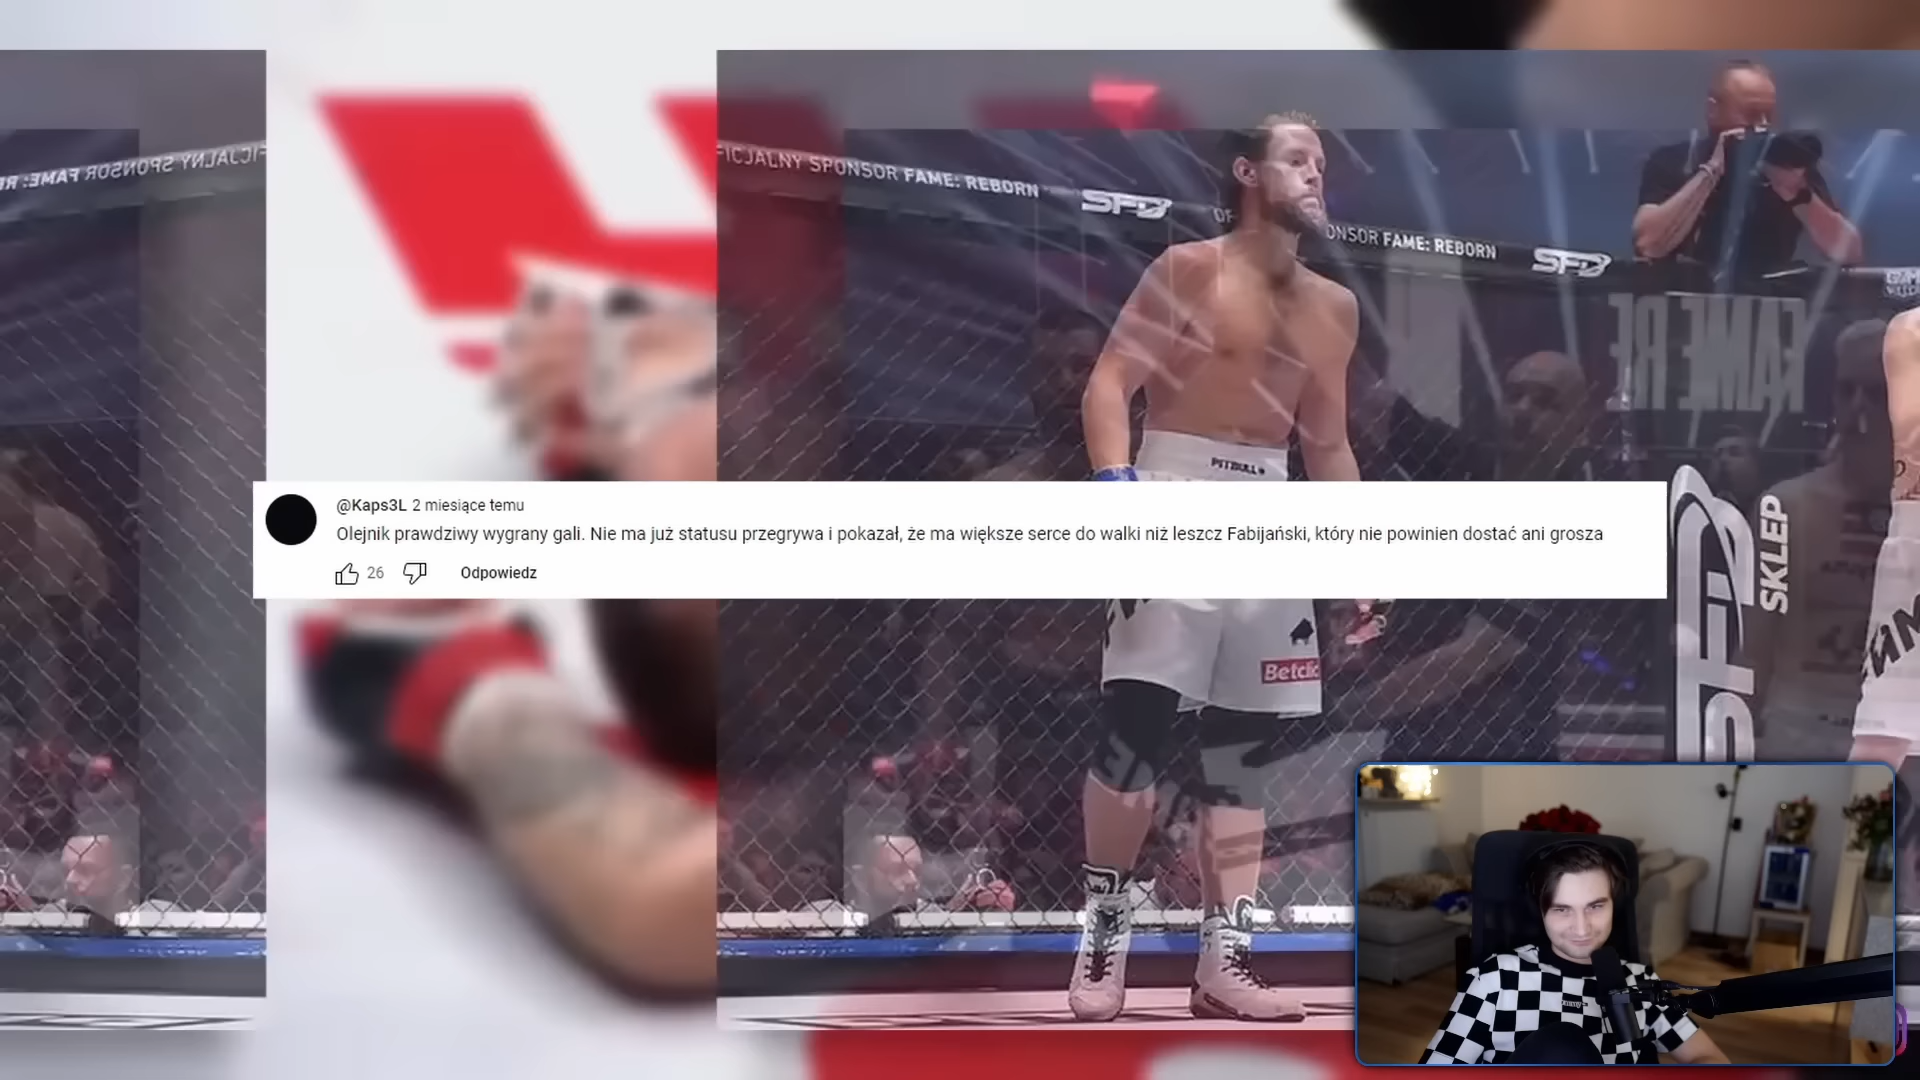 FICJALNY SPONSOR FAME: REBORN
SFD
ONSOR FAME: REBORN
SFD
PITBULL
@Kaps3L 2 miesiące temu
Olejnik prawdziwy wygrany gali. Nie ma już statusu przegrywa i pokazał, że ma większe serce do walki niż leszcz Fabijański, który nie powinien dostać ani grosza
26
Odpowiedz
SFD
SKLEP
Betclic